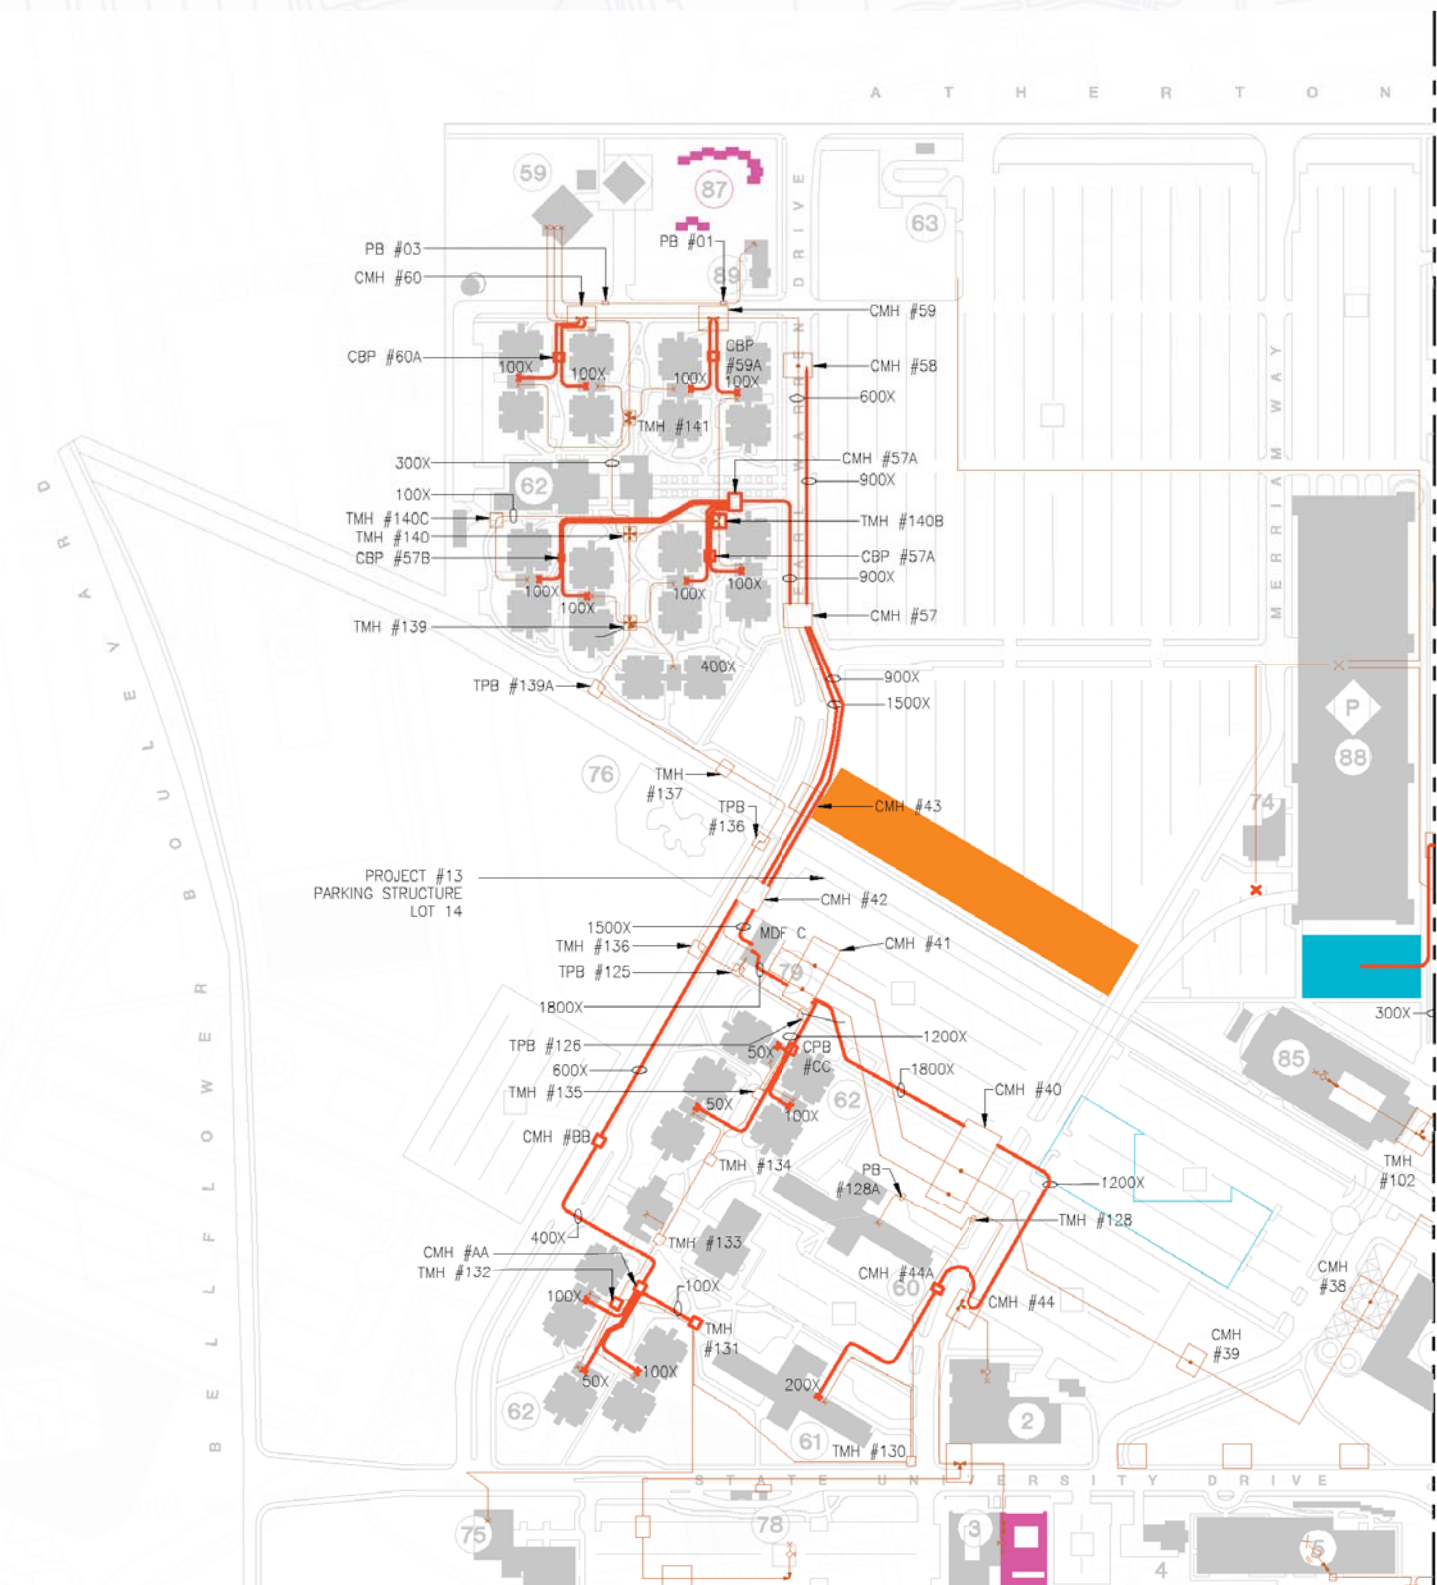 ATHERTON
59
87
63
DRIVE
PB #03
PB #01
CMH #60
89
CMH #59
CBP #60A
CBP
#59A
CMH #58
100X
100X
100X
100X
600X
EARL WARREN
MERRIAM WAY
TMH #141
300X
CMH #57A
62
900X
100X
TMH #140C
TMH #140B
TMH #140
CBP #57B
CBP #57A
900X
100X
100X
100X
100X
CMH #57
TMH #139
400X
900X
TPB #139A
1500X
P
88
76
TMH
#137
CMH #43
74
TPB
#136
PROJECT #13
PARKING STRUCTURE
LOT 14
CMH #42
1500X
MDF C
TMH #136
CMH #41
TPB #125
79
1800X
300X
1200X
TPB #126
50X
CPB
#CC
85
600X
1800X
TMH #135
CMH #40
50X
100X
62
CMH #BB
TMH #134
TMH
#102
PB
#128A
1200X
TMH #128
400X
TMH #133
CMH #AA
TMH #132
CMH #44A
60
100X
100X
CMH #44
CMH
#38
TMH
#131
CMH
#39
100X
50X
200X
62
61
2
TMH #130
STATE UNIVERSITY DRIVE
BELLFLOWER BOULEVARD
75
78
3
4
5